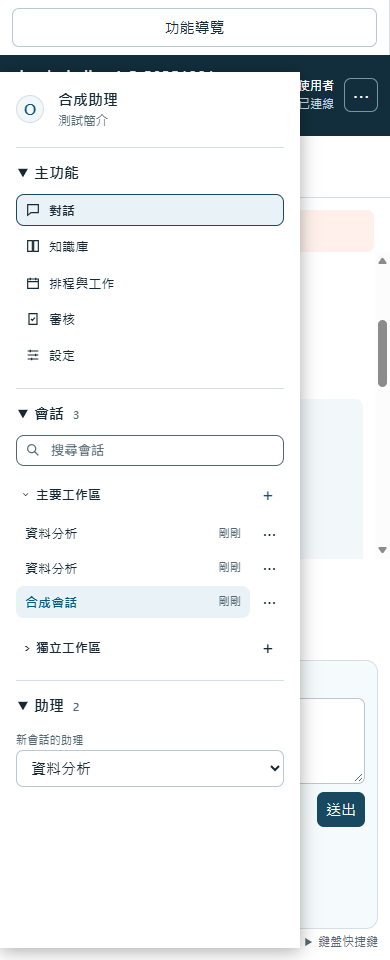 功能導覽
使用者
已連線
...
O
合成助理
測試簡介
▼ 主功能
對話
知識庫
排程與工作
審核
設定
▼ 會話 3
搜尋會話
主要工作區 +
資料分析 剛剛 ...
資料分析 剛剛 ...
合成會話 剛剛 ...
獨立工作區 +
▼ 助理 2
新會話的助理
資料分析
送出
▶ 鍵盤快捷鍵